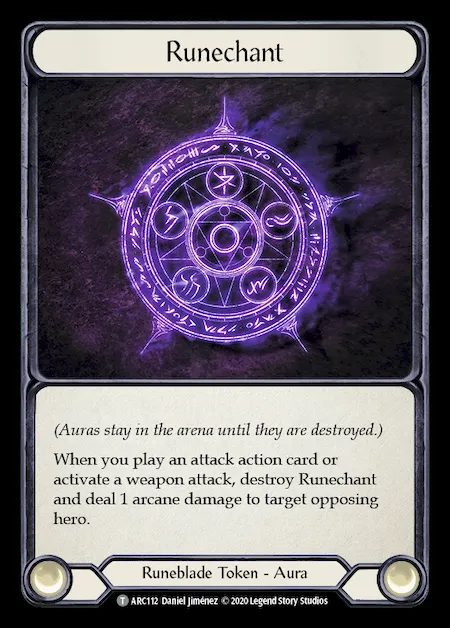 Runechant
(Auras stay in the arena until they are destroyed.)
When you play an attack action card or
activate a weapon attack, destroy Runechant
and deal 1 arcane damage to target opposing
hero.
Runeblade Token - Aura
T ARC112 Daniel Jiménez © 2020 Legend Story Studios